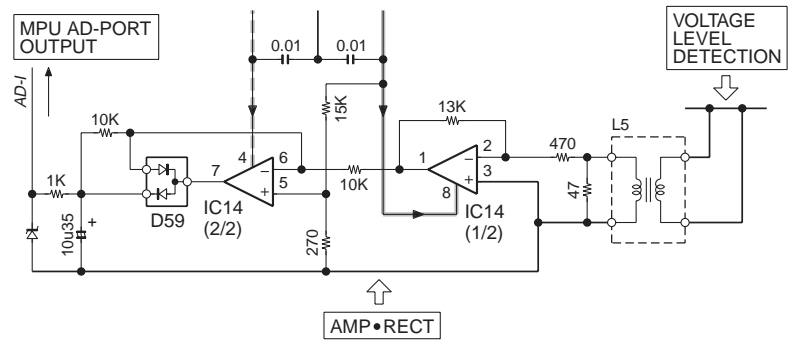 MPU AD-PORT
OUTPUT
VOLTAGE
LEVEL
DETECTION
AD-I
0.01
0.01
10K
15K
13K
L5
4
6
7
5
1
2
3
8
470
47
1K
10K
10u35
+
D59
−
+
IC14
(2/2)
−
+
IC14
(1/2)
270
AMP•RECT